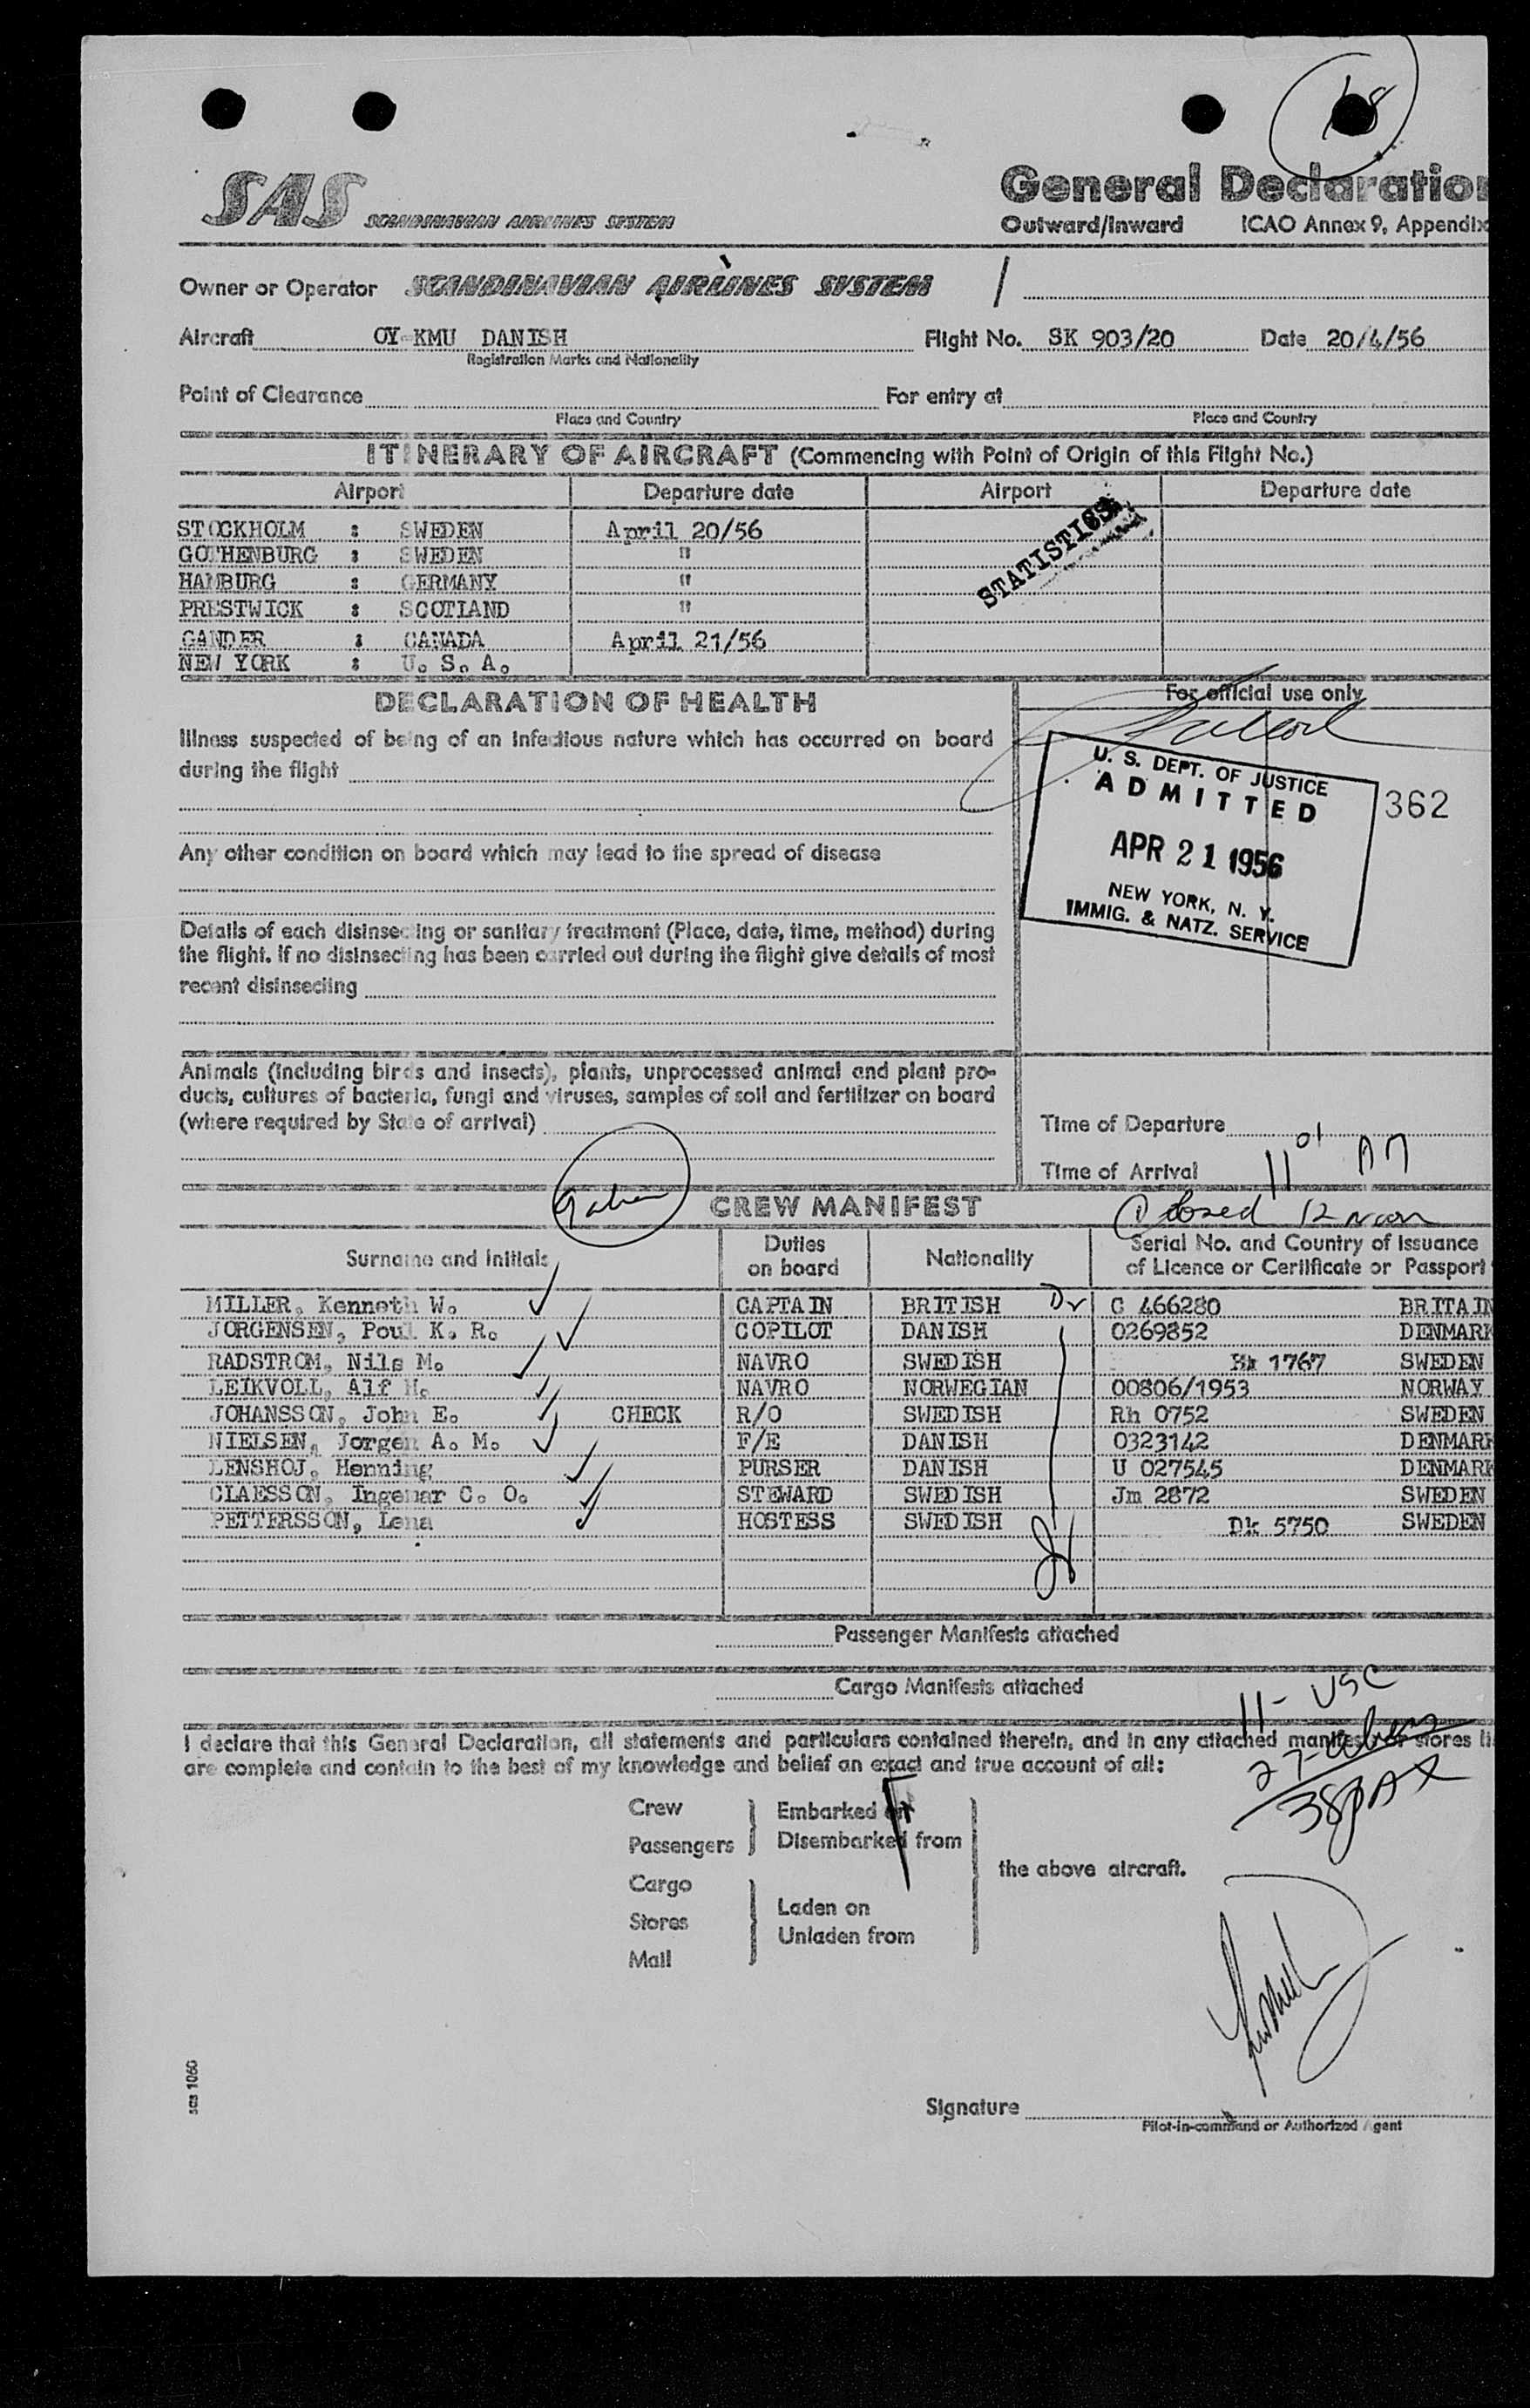 SAS SCANDINAVIAN AIRLINES SYSTEM
General Declaration
Outward/Inward ICAO Annex 9, Appendix
Owner or Operator SCANDINAVIAN AIRLINES SYSTEM
Aircraft OY-KMU DANISH Flight No. SK 903/20 Date 20/4/56
Registration Marks and Nationality
Point of Clearance For entry at
Place and Country Place and Country
ITINERARY OF AIRCRAFT (Commencing with Point of Origin of this Flight No.)
Airport Departure date Airport Departure date
STOCKHOLM : SWEDEN April 20/56
GOTHENBURG : SWEDEN "
HAMBURG : GERMANY "
PRESTWICK : SCOTLAND "
GANDER : CANADA April 21/56
NEW YORK : U. S. A.
STATISTICS
DECLARATION OF HEALTH
Illness suspected of being of an infectious nature which has occurred on board
during the flight
Any other condition on board which may lead to the spread of disease
Details of each disinsecting or sanitary treatment (Place, date, time, method) during
the flight. If no disinsecting has been carried out during the flight give details of most
recent disinsecting
Animals (including birds and insects), plants, unprocessed animal and plant pro-
ducts, cultures of bacteria, fungi and viruses, samples of soil and fertilizer on board
(where required by State of arrival)
For official use only
U. S. DEPT. OF JUSTICE
ADMITTED
362
APR 21 1956
NEW YORK, N. Y.
IMMIG. & NATZ. SERVICE
Time of Departure
Time of Arrival 11 01 AM
closed 12 noon
CREW MANIFEST
Surname and initials Duties on board Nationality Serial No. and Country of Issuance of Licence or Certificate or Passport
MILLER, Kenneth W. CAPTAIN BRITISH C 466280 BRITAIN
JORGENSEN, Poul K. R. COPILOT DANISH 0269852 DENMARK
RADSTROM, Nils M. NAVRO SWEDISH 1767 SWEDEN
LEIKVOLL, Alf NAVRO NORWEGIAN 00806/1953 NORWAY
JOHANSSON, John E. CHECK R/O SWEDISH Rh 0752 SWEDEN
NIELSEN, Jorgen A. M. F/E DANISH 0323142 DENMARK
LENSHOJ, Henning PURSER DANISH U 027545 DENMARK
CLAESSON, Ingemar C. O. STEWARD SWEDISH Jm 2872 SWEDEN
PETTERSSON, Lena HOSTESS SWEDISH Dk 5750 SWEDEN
Passenger Manifests attached
Cargo Manifests attached
11- USC
27-aliens
38 PAX
I declare that this General Declaration, all statements and particulars contained therein, and in any attached manifest or stores li
are complete and contain to the best of my knowledge and belief an exact and true account of all:
Crew
Passengers
Cargo
Stores
Mail
Embarked on
Disembarked from
Laden on
Unladen from
the above aircraft.
sas 1060
Signature
Pilot-in-command or Authorized Agent